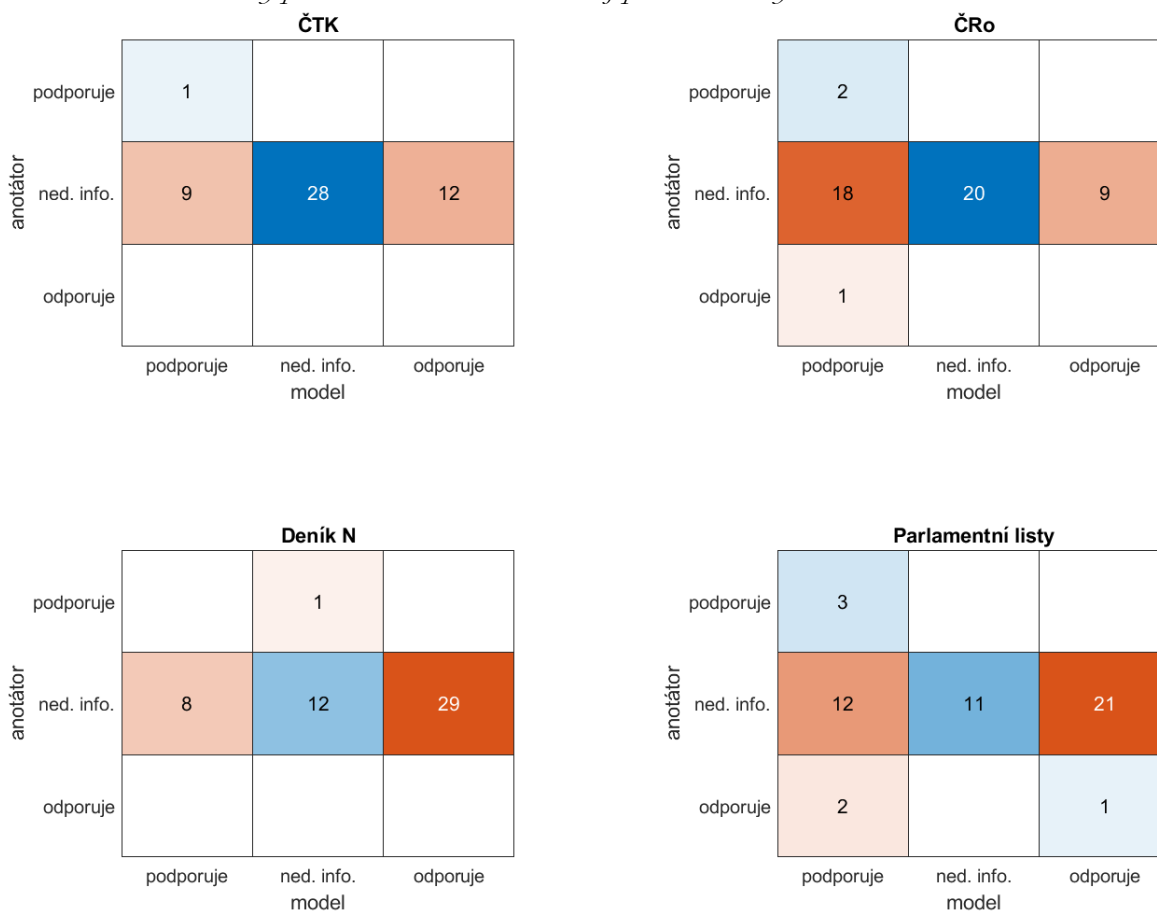 ČTK
podporuje
1
ned. info.
9 28 12
odporuje
podporuje ned. info. odporuje
model
anotátor
ČRo
podporuje
2
ned. info.
18 20 9
odporuje
1
podporuje ned. info. odporuje
model
anotátor
Deník N
podporuje
1
ned. info.
8 12 29
odporuje
podporuje ned. info. odporuje
model
anotátor
Parlamentní listy
podporuje
3
ned. info.
12 11 21
odporuje
2 1
podporuje ned. info. odporuje
model
anotátor